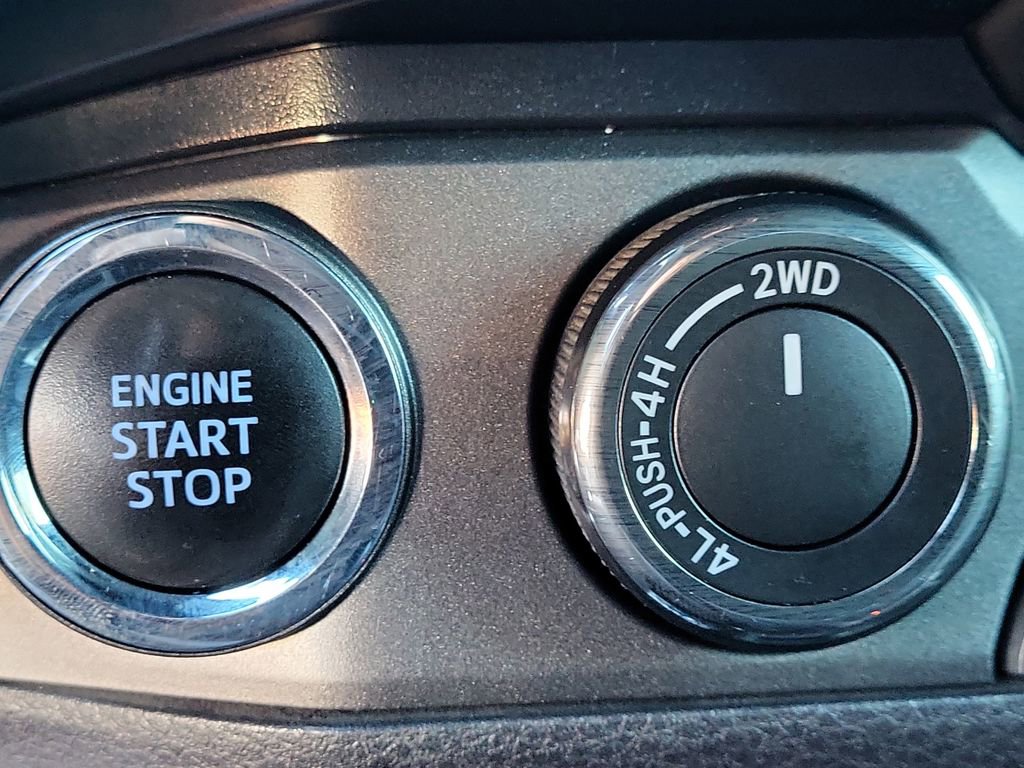 ENGINE
START
STOP
2WD
4L-PUSH-4H